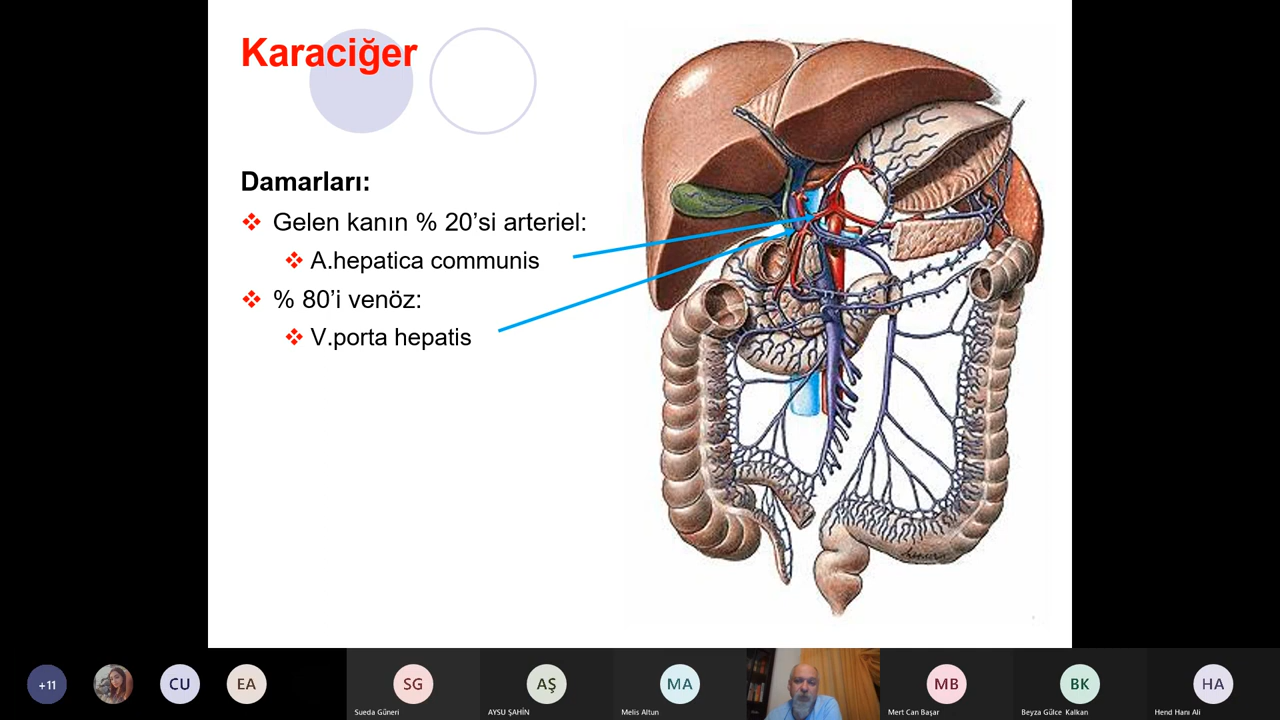 Karaciğer
Damarları:
Gelen kanın % 20’si arteriel:
A.hepatica communis
% 80’i venöz:
V.porta hepatis
+11
CU
EA
SG
Sueda Güneri
AŞ
AYSU ŞAHİN
MA
Melis Altun
MB
Mert Can Başar
BK
Beyza Gülce Kalkan
HA
Hend Hanı Ali